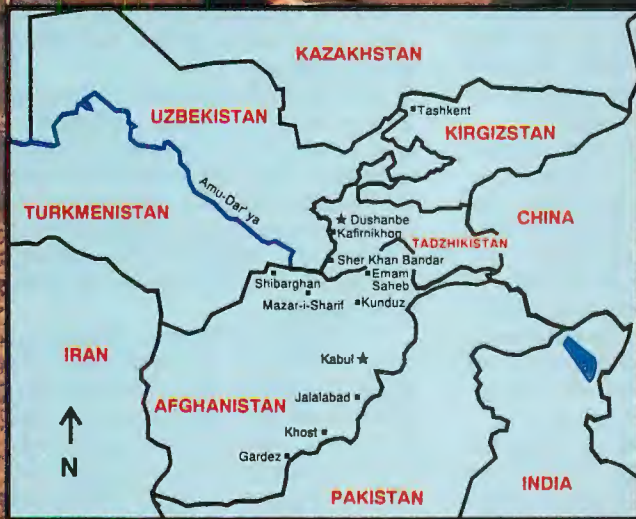 KAZAKHSTAN
UZBEKISTAN
Tashkent
KIRGIZSTAN
Amu-Dar'ya
TURKMENISTAN
CHINA
Dushanbe
Kafirnikhon
TADZHIKISTAN
Sher Khan Bandar
Shibarghan
Emam
Saheb
Mazar-i-Sharif
Kunduz
IRAN
Kabul
AFGHANISTAN
Jalalabad
Khost
Gardez
N
PAKISTAN
INDIA